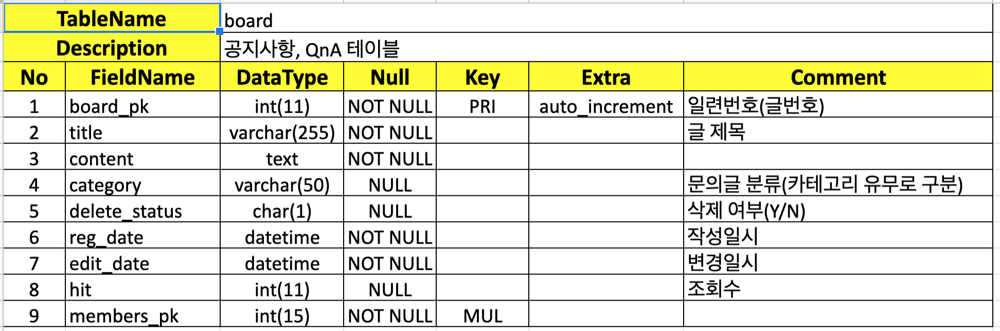 TableName board
Description 공지사항, QnA 테이블
No FieldName DataType Null Key Extra Comment
1 board_pk int(11) NOT NULL PRI auto_increment 일련번호(글번호)
2 title varchar(255) NOT NULL 글 제목
3 content text NOT NULL
4 category varchar(50) NULL 문의글 분류(카테고리 유무로 구분)
5 delete_status char(1) NULL 삭제 여부(Y/N)
6 reg_date datetime NOT NULL 작성일시
7 edit_date datetime NOT NULL 변경일시
8 hit int(11) NULL 조회수
9 members_pk int(15) NOT NULL MUL